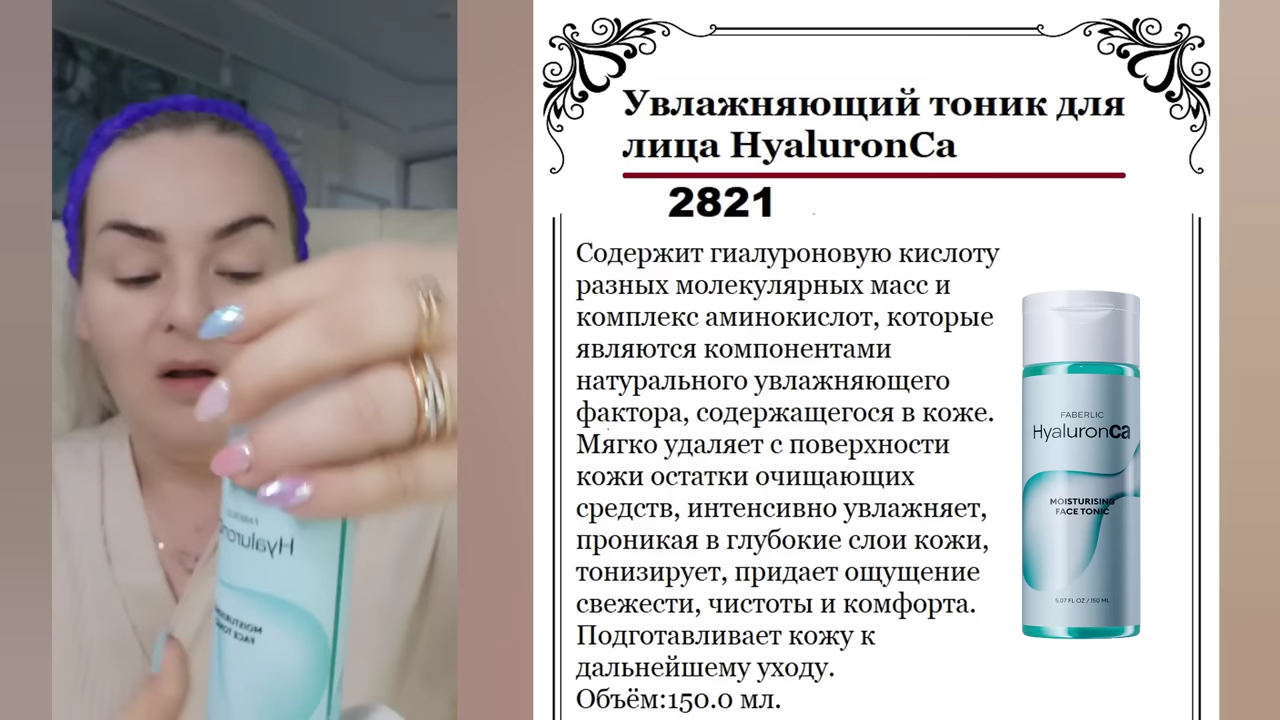 Увлажняющий тоник для
лица HyaluronCa
2821
Содержит гиалуроновую кислоту
разных молекулярных масс и
комплекс аминокислот, которые
являются компонентами
натурального увлажняющего
фактора, содержащегося в коже.
Мягко удаляет с поверхности
кожи остатки очищающих
средств, интенсивно увлажняет,
проникая в глубокие слои кожи,
тонизирует, придает ощущение
свежести, чистоты и комфорта.
Подготавливает кожу к
дальнейшему уходу.
Объём:150.0 мл.
FABERLIC
HyaluronCa
MOISTURISING
FACE TONIC
5.07 FL OZ / 150 ML
FABERLIC